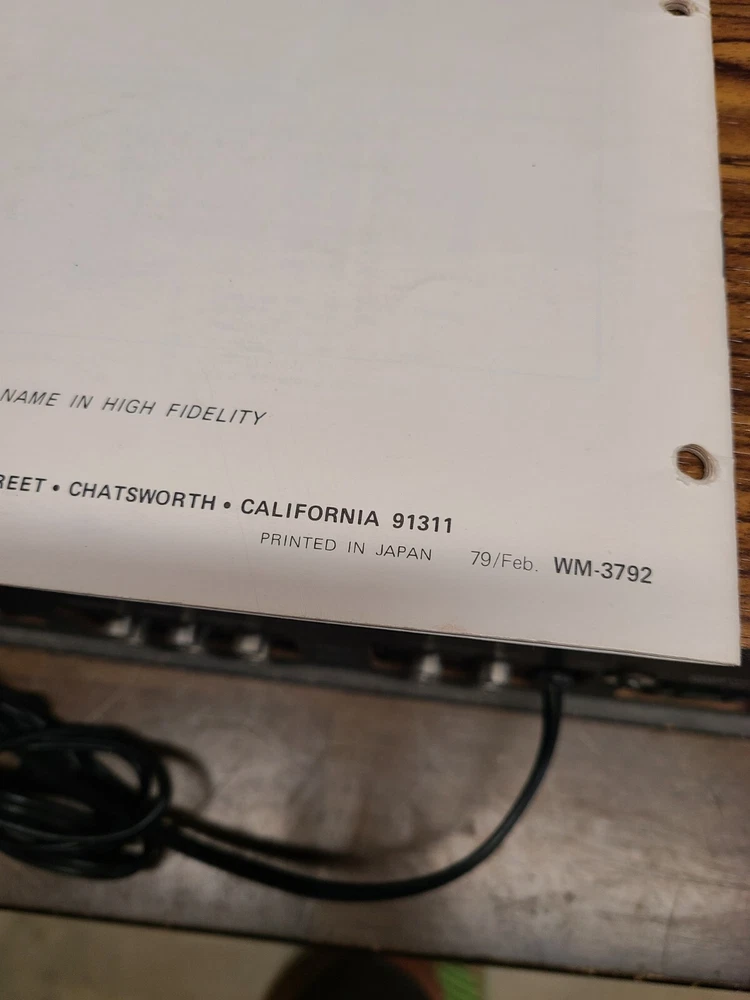 NAME IN HIGH FIDELITY
REET • CHATSWORTH • CALIFORNIA 91311
PRINTED IN JAPAN 79/Feb. WM-3792